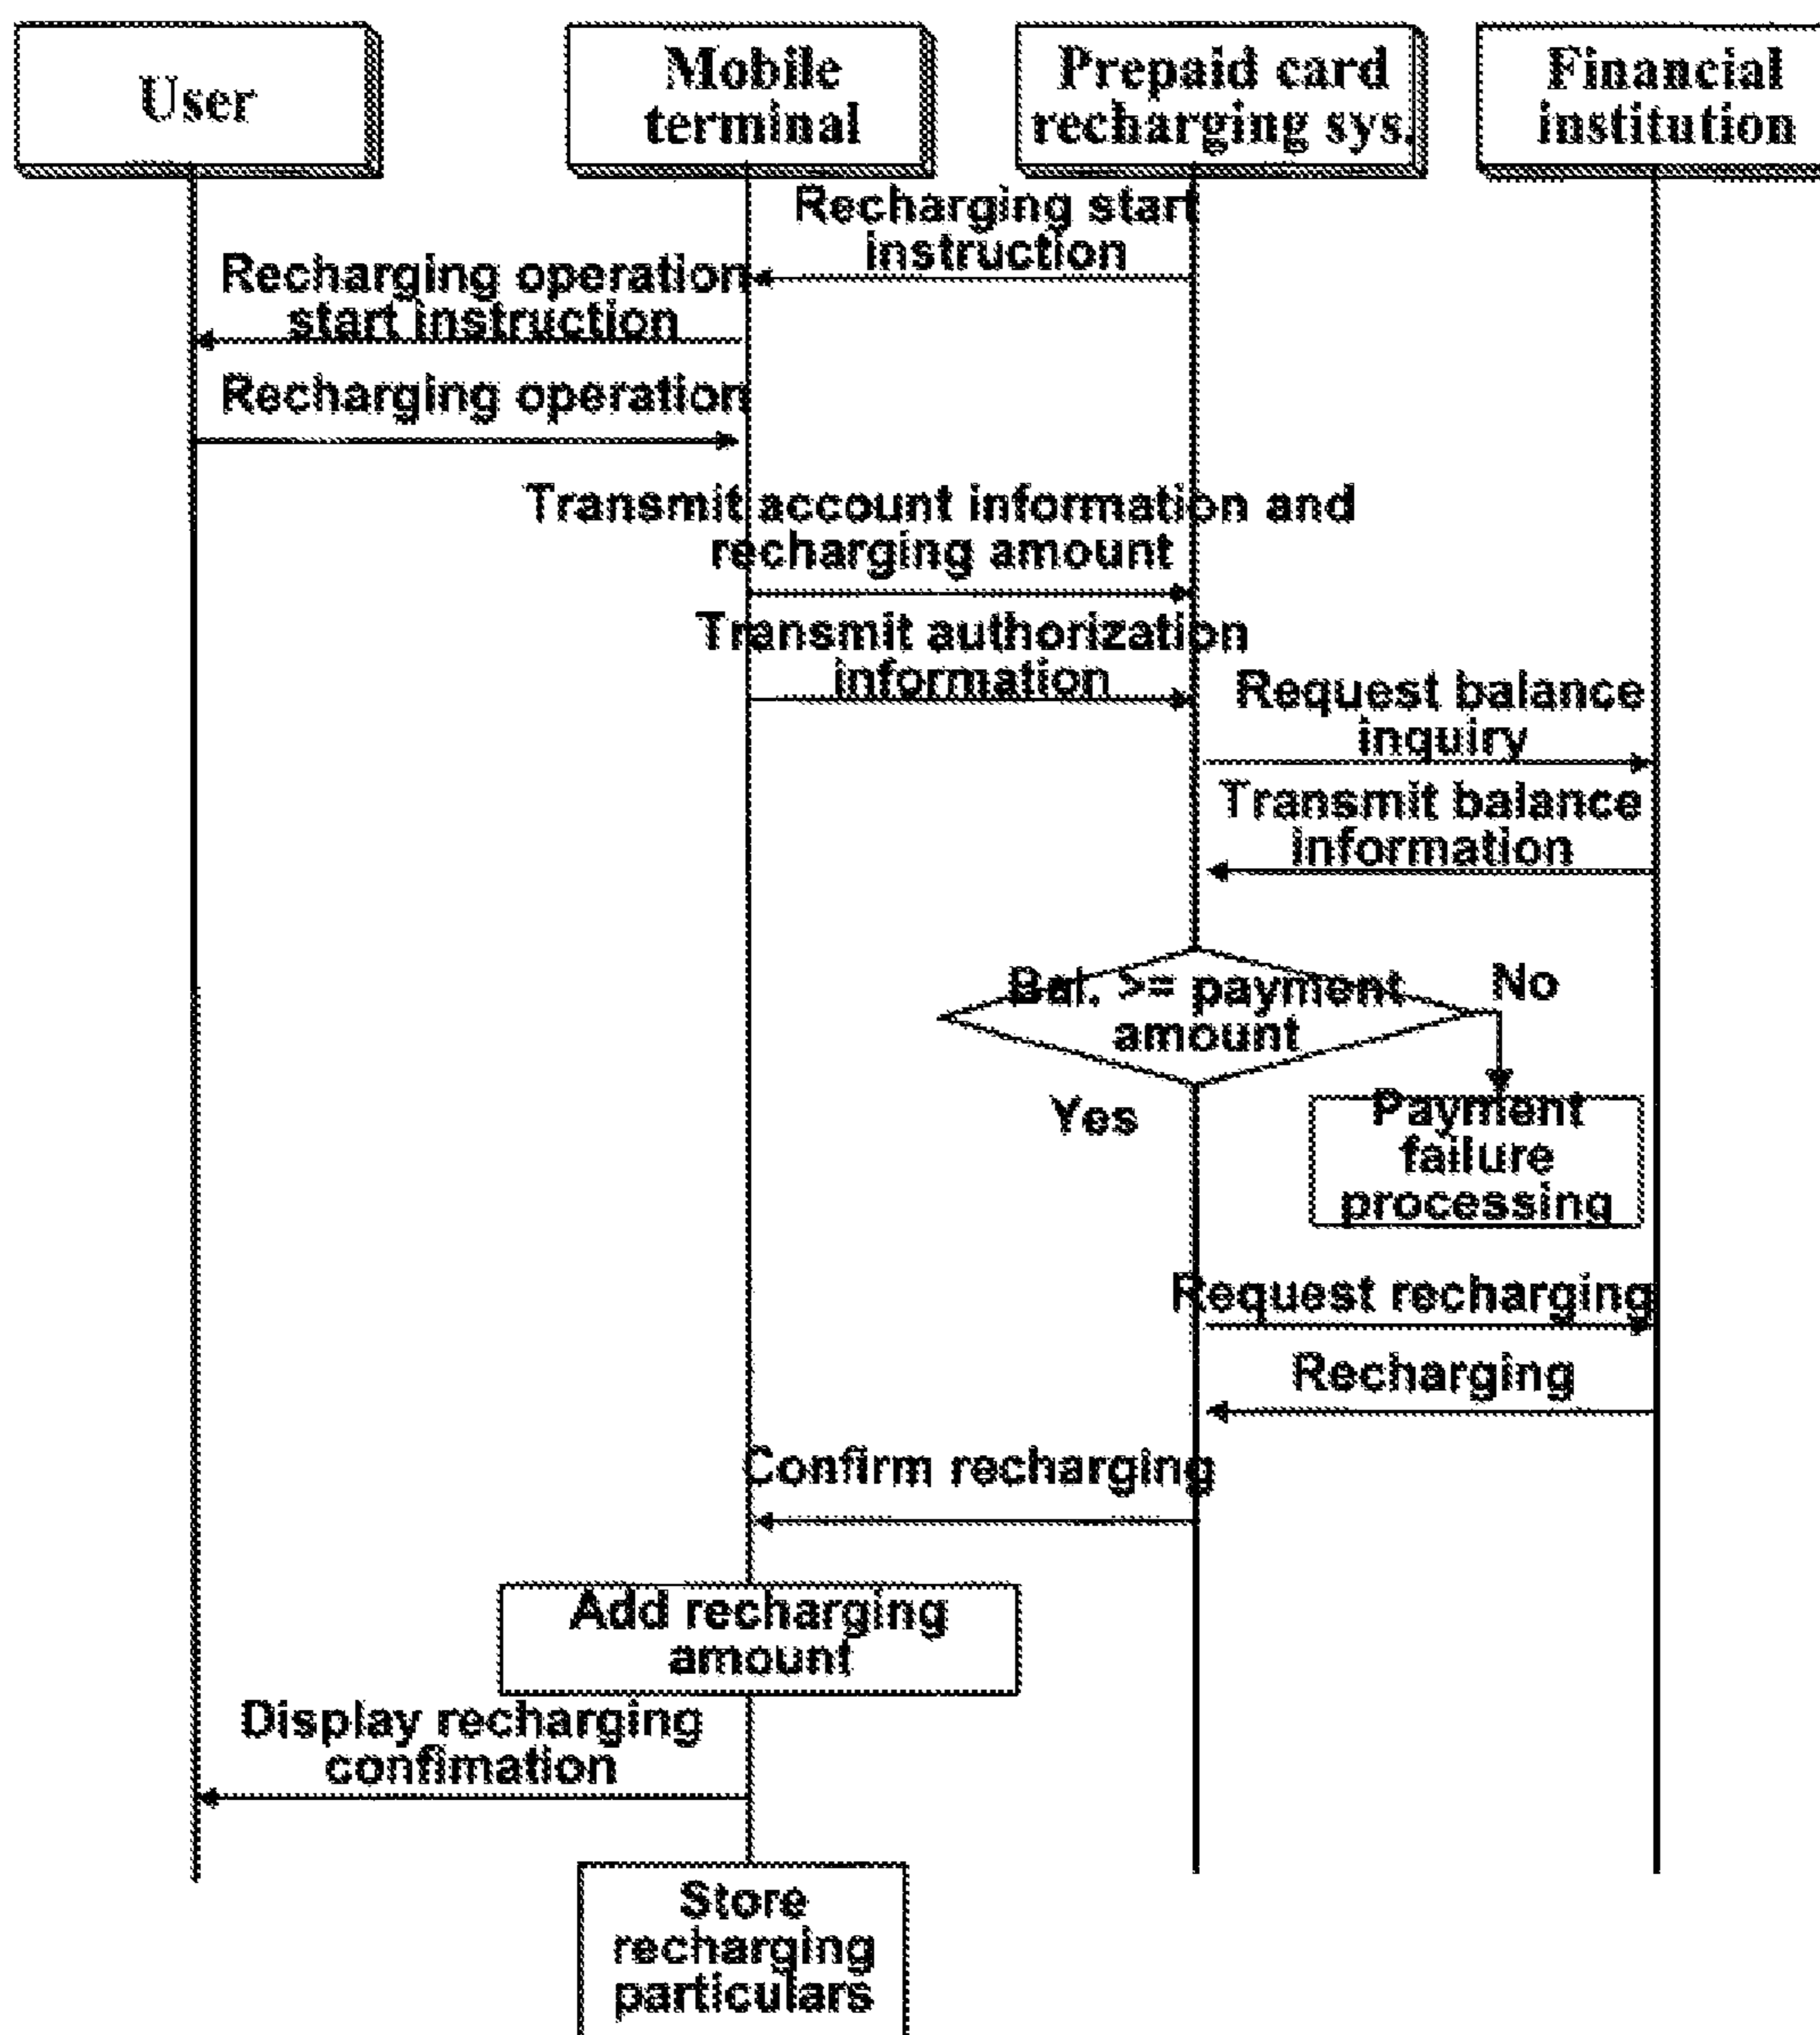 User
Mobile
terminal
Prepaid card
recharging sys.
Financial
institution
Recharging start
instruction
Recharging operation
start instruction
Recharging operation
Transmit account information and
recharging amount
Transmit authorization
information
Request balance
inquiry
Transmit balance
information
Bal. >= payment
amount
No
Yes
Payment
failure
processing
Request recharging
Recharging
Confirm recharging
Add recharging
amount
Display recharging
confimation
Store
recharging
particulars